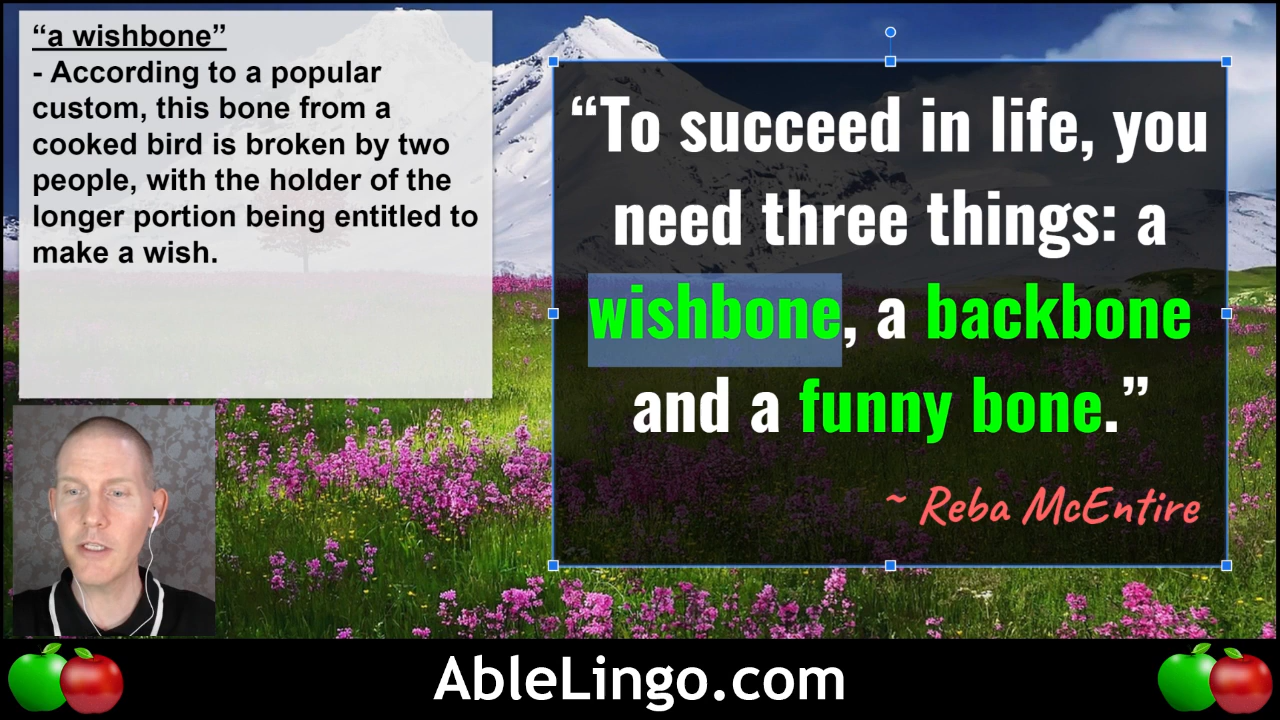 “a wishbone”
- According to a popular
custom, this bone from a
cooked bird is broken by two
people, with the holder of the
longer portion being entitled to
make a wish.
“To succeed in life, you
need three things: a
wishbone, a backbone
and a funny bone.”
~ Reba McEntire
AbleLingo.com